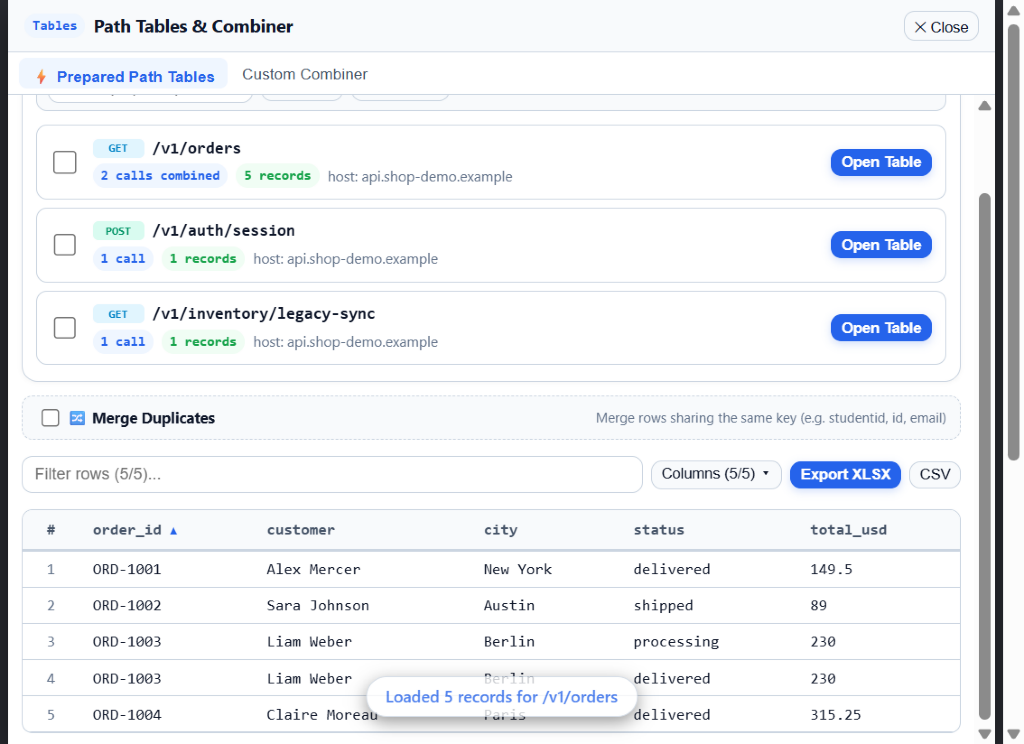 Tables Path Tables & Combiner Close
Prepared Path Tables Custom Combiner
GET /v1/orders
2 calls combined 5 records host: api.shop-demo.example Open Table
POST /v1/auth/session
1 call 1 records host: api.shop-demo.example Open Table
GET /v1/inventory/legacy-sync
1 call 1 records host: api.shop-demo.example Open Table
Merge Duplicates Merge rows sharing the same key (e.g. studentid, id, email)
Filter rows (5/5)... Columns (5/5) Export XLSX CSV
# order_id customer city status total_usd
1 ORD-1001 Alex Mercer New York delivered 149.5
2 ORD-1002 Sara Johnson Austin shipped 89
3 ORD-1003 Liam Weber Berlin processing 230
4 ORD-1003 Liam Weber Berlin delivered 230
Loaded 5 records for /v1/orders
5 ORD-1004 Claire Moreau Paris delivered 315.25